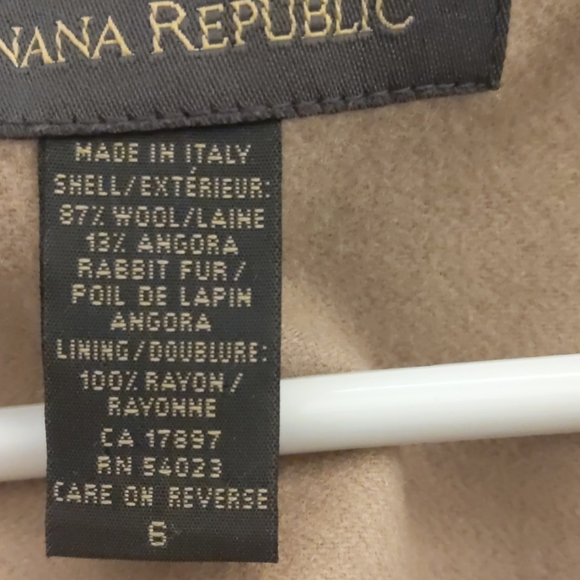 NANA REPUBLIC
MADE IN ITALY
SHELL/EXTÉRIEUR:
87% WOOL/LAINE
13% ANGORA
RABBIT FUR/
POIL DE LAPIN
ANGORA
LINING/DOUBLURE:
100% RAYON/
RAYONNE
CA 17897
RN 54023
CARE ON REVERSE
6